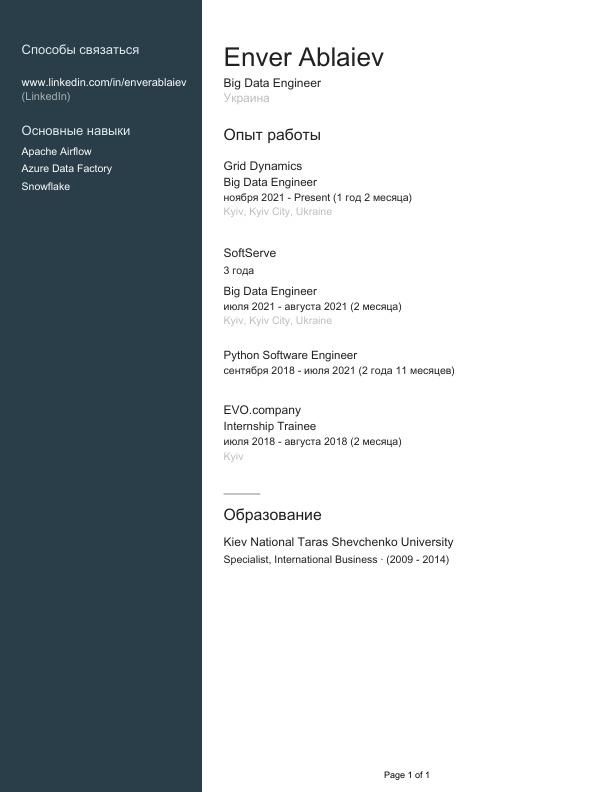 Способы связаться
www.linkedin.com/in/enverablaiev
(LinkedIn)
Основные навыки
Apache Airflow
Azure Data Factory
Snowflake
Enver Ablaiev
Big Data Engineer
Украина
Опыт работы
Grid Dynamics
Big Data Engineer
ноября 2021 - Present (1 год 2 месяца)
Kyiv, Kyiv City, Ukraine
SoftServe
3 года
Big Data Engineer
июля 2021 - августа 2021 (2 месяца)
Kyiv, Kyiv City, Ukraine
Python Software Engineer
сентября 2018 - июля 2021 (2 года 11 месяцев)
EVO.company
Internship Trainee
июля 2018 - августа 2018 (2 месяца)
Kyiv
Образование
Kiev National Taras Shevchenko University
Specialist, International Business · (2009 - 2014)
Page 1 of 1